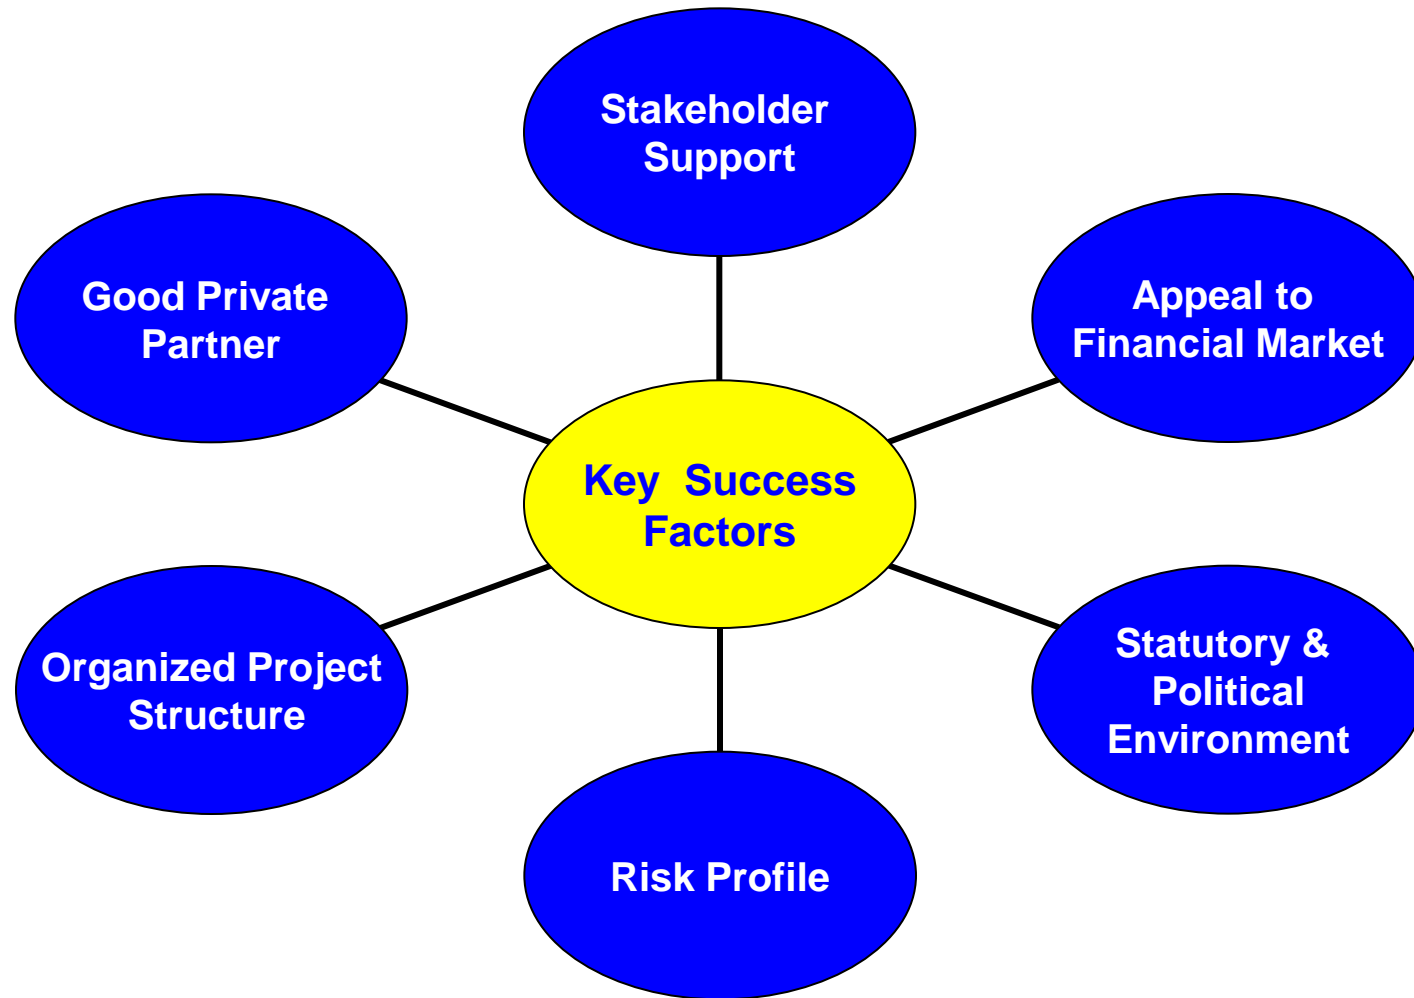 Stakeholder
Support
Good Private
Partner
Appeal to
Financial Market
Key  Success
Factors
Organized Project
Structure
Statutory &
Political
Environment
Risk Profile